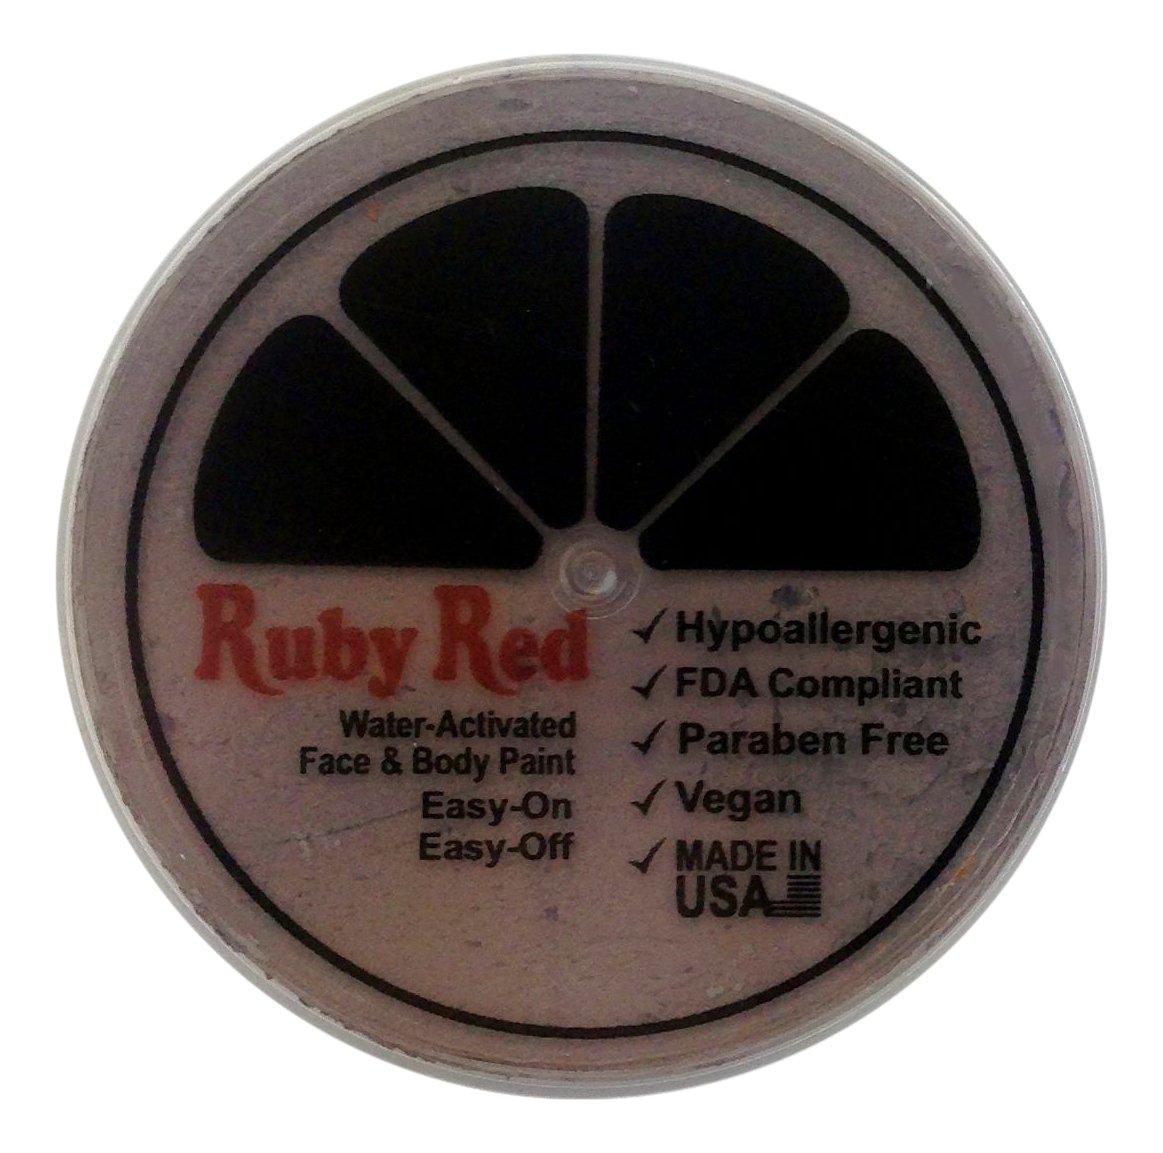 Ruby Red
Water-Activated
Face & Body Paint
Easy-On
Easy-Off
✓ Hypoallergenic
✓ FDA Compliant
✓ Paraben Free
✓ Vegan
✓ MADE IN
USA